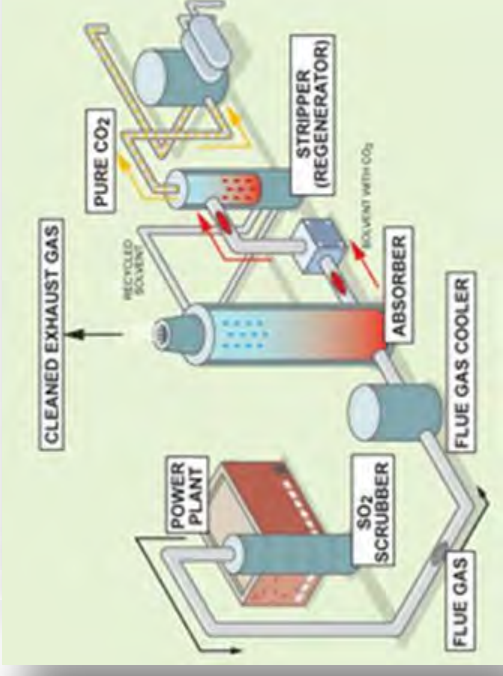 POWER
PLANT
SO2
SCRUBBER
FLUE GAS
FLUE GAS COOLER
CLEANED EXHAUST GAS
RECYCLED
SOLVENT
ABSORBER
SOLVENT WITH CO2
PURE CO2
STRIPPER
(REGENERATOR)